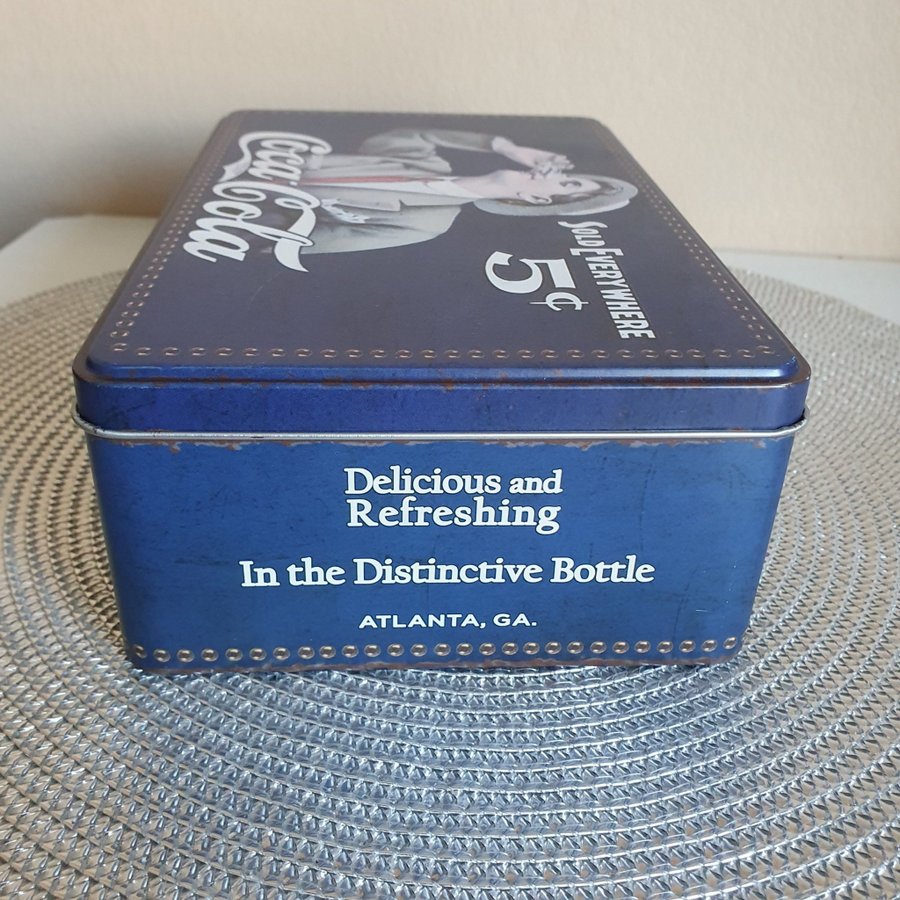 Coca-Cola
Sold Everywhere
5¢
Delicious and
Refreshing
In the Distinctive Bottle
ATLANTA, GA.